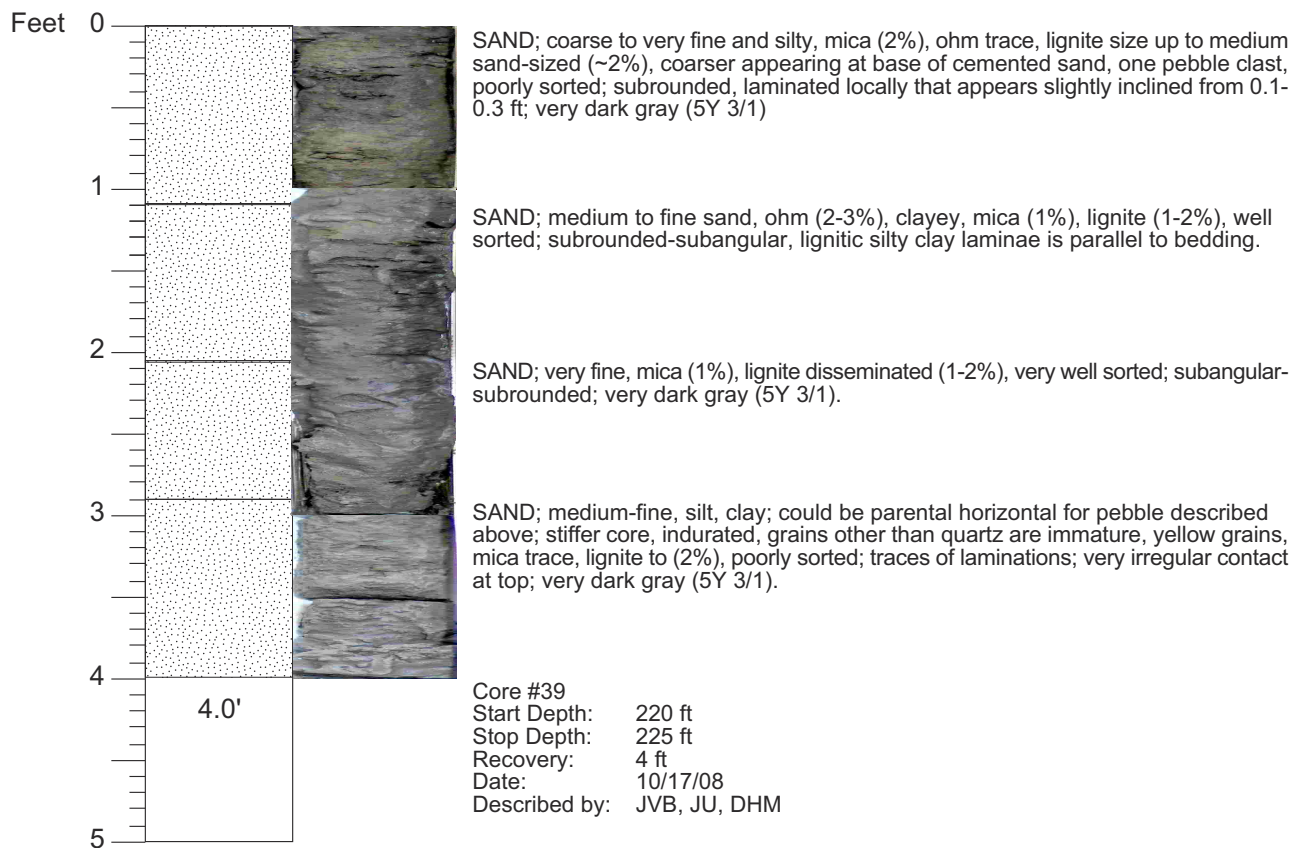 Feet 0
SAND; coarse to very fine and silty, mica (2%), ohm trace, lignite size up to medium
sand-sized (~2%), coarser appearing at base of cemented sand, one pebble clast,
poorly sorted; subrounded, laminated locally that appears slightly inclined from 0.1-
0.3 ft; very dark gray (5Y 3/1)
1
SAND; medium to fine sand, ohm (2-3%), clayey, mica (1%), lignite (1-2%), well
sorted; subrounded-subangular, lignitic silty clay laminae is parallel to bedding.
2
SAND; very fine, mica (1%), lignite disseminated (1-2%), very well sorted; subangular-
subrounded; very dark gray (5Y 3/1).
3
SAND; medium-fine, silt, clay; could be parental horizontal for pebble described
above; stiffer core, indurated, grains other than quartz are immature, yellow grains,
mica trace, lignite to (2%), poorly sorted; traces of laminations; very irregular contact
at top; very dark gray (5Y 3/1).
4
4.0'
Core #39
Start Depth: 220 ft
Stop Depth: 225 ft
Recovery: 4 ft
Date: 10/17/08
Described by: JVB, JU, DHM
5